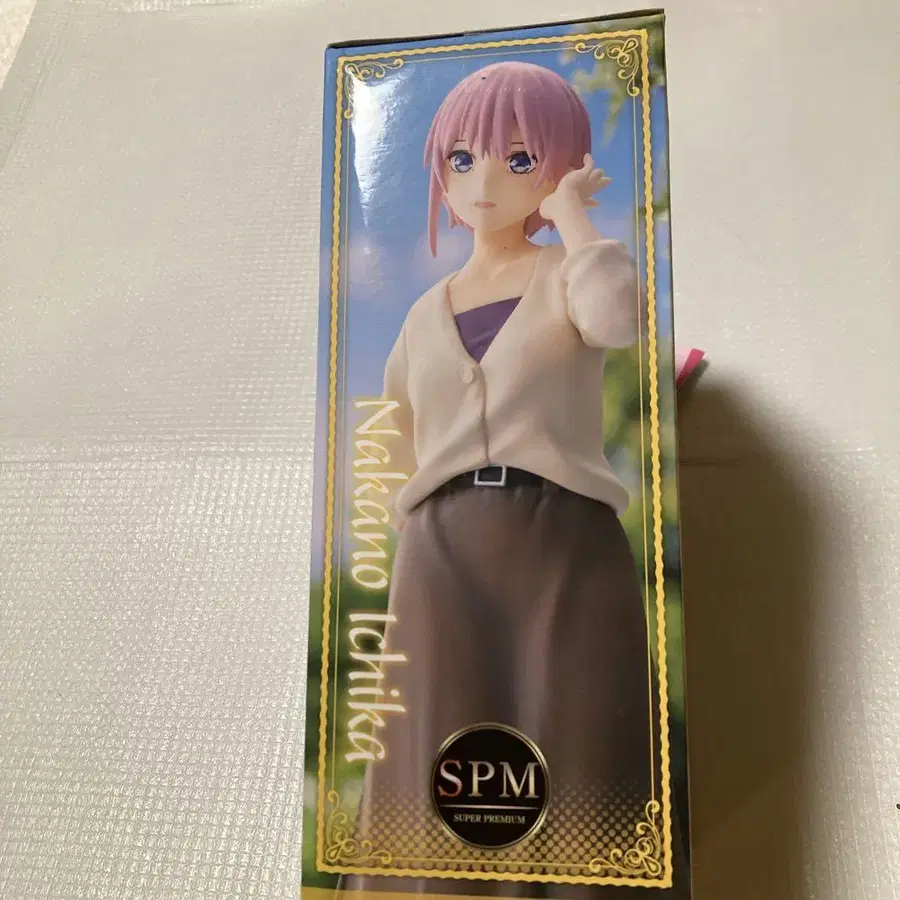 Nakano Ichika
SPM
SUPER PREMIUM